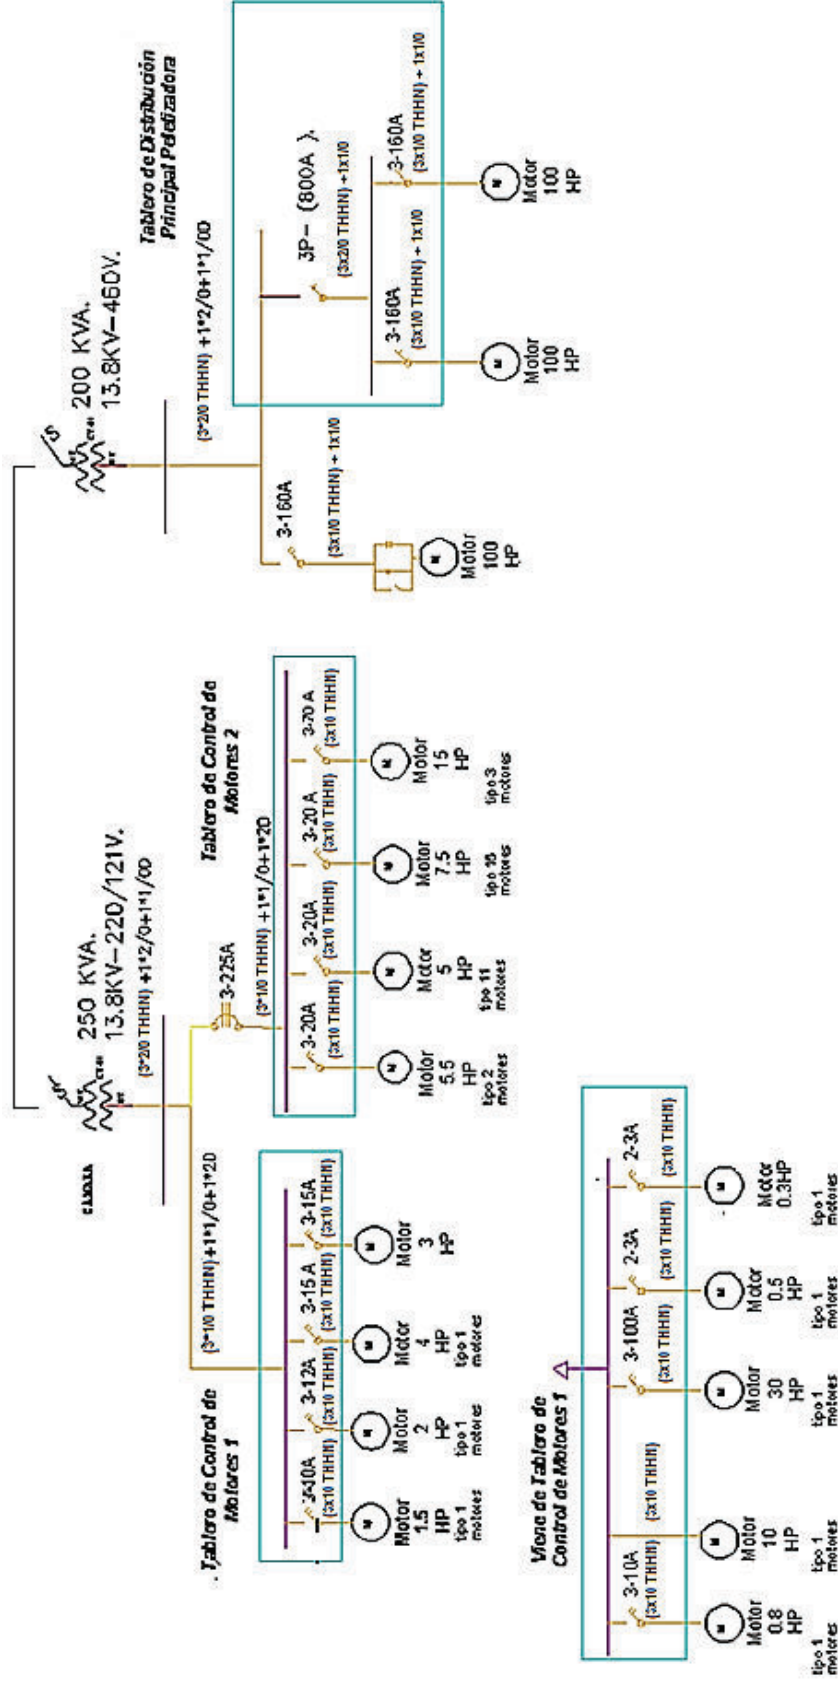 250 KVA.
13.8KV-220/121V.
(3*2/0 THHN) +1*2/0+1*1/0D
200 KVA.
13.8KV-460V.
(3*2/0 THHN) +1*2/0+1*1/0D
Tablero de Distribución
Principal Peletizadora
3P- (800A ).
(3x2/0 THHN) +1x1/0
3-160A
(3x1/0 THHN) + 1x1/0
Motor
100
HP
3-160A
(3x1/0 THHN) + 1x1/0
Motor
100
HP
3-160A
(3x1/0 THHN) + 1x1/0
Motor
100
HP
Tablero de Control de
Motores 1
(3*1/0 THHN)+1*1/0+1*2D
3-10A
(3x10 THHN)
Motor
1.5
HP
tipo 1
motores
3-12A
(3x10 THHN)
Motor
2
HP
tipo 1
motores
3-15 A
(3x10 THHN)
Motor
4
HP
tipo 1
motores
3-15A
(3x10 THHN)
Motor
3
HP
Tablero de Control de
Motores 2
3-225A
(3*1/0 THHN) +1*1/0+1*2D
3-20A
(3x10 THHN)
Motor
5.5
HP
tipo 2
motores
3-20A
(3x10 THHN)
Motor
5
HP
tipo 11
motores
3-20 A
(3x10 THHN)
Motor
7.5
HP
tipo
motores
3-70 A
(3x10 THHN)
Motor
15
HP
tipo 3
motores
Viene de Tablero de
Control de Motores 1
3-10A
(3x10 THHN)
Motor
0.8
HP
tipo 1
motores
(3x10 THHN)
Motor
10
HP
tipo 1
motores
3-100A
(3x10 THHN)
Motor
30
HP
tipo 1
motores
2-3A
(3x10 THHN)
Motor
0.5
HP
tipo 1
motores
2-3A
(3x10 THHN)
Motor
0.3HP
tipo 1
motores